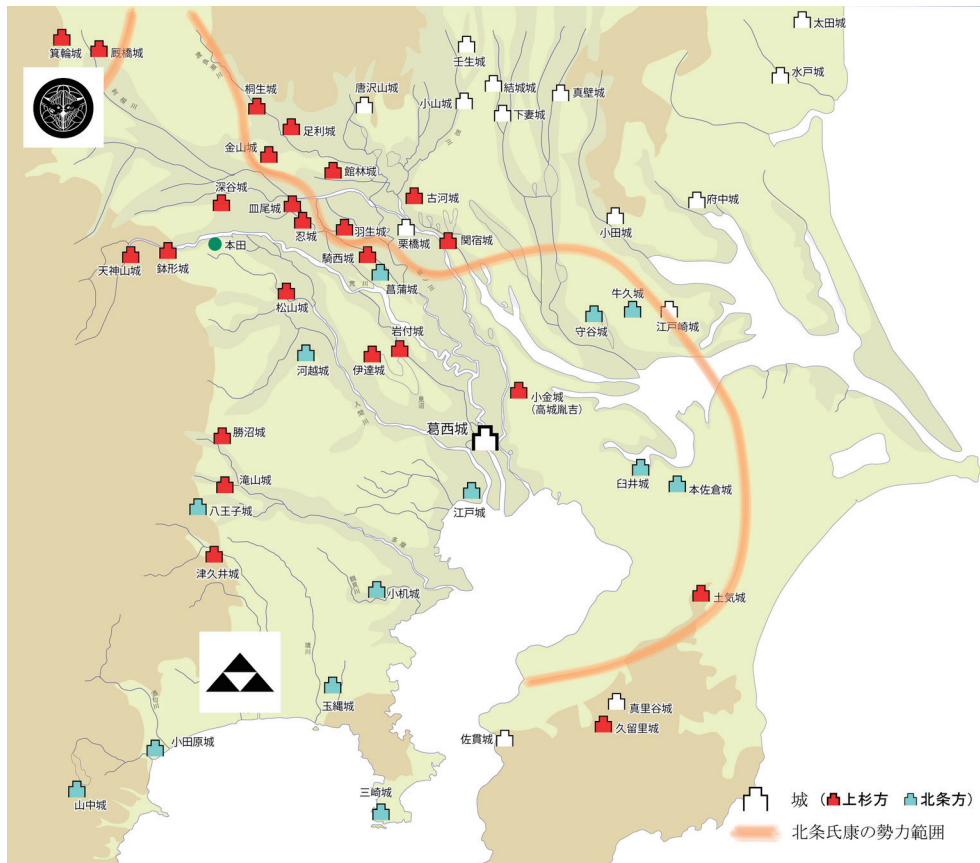 太田城
箕輪城
厩橋城
壬生城
水戸城
桐生城
唐沢山城
小山城
結城城
真壁城
下妻城
足利城
金山城
館林城
深谷城
皿尾城
古河城
府中城
忍城
羽生城
栗橋城
関宿城
小田城
本田
天神山城
鉢形城
騎西城
菖蒲城
牛久城
守谷城
江戸崎城
松山城
荒川
岩付城
河越城
伊達城
見沼
小金城
(高城胤吉)
入間川
葛西城
勝沼城
滝山城
臼井城
本佐倉城
八王子城
江戸城
津久井城
小机城
土気城
玉縄城
真里谷城
久留里城
小田原城
佐貫城
山中城
三崎城
城 (上杉方 北条方)
北条氏康の勢力範囲